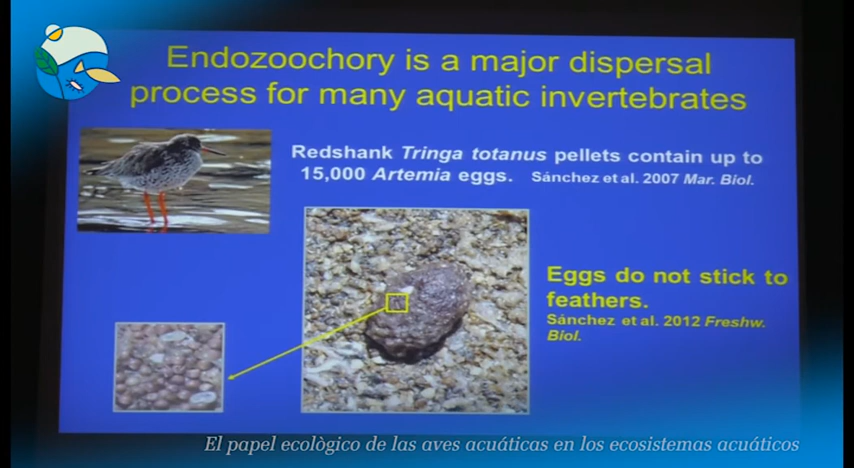 Endozoochory is a major dispersal
process for many aquatic invertebrates
Redshank Tringa totanus pellets contain up to
15,000 Artemia eggs. Sánchez et al. 2007 Mar. Biol.
Eggs do not stick to
feathers.
Sánchez et al. 2012 Freshw.
Biol.
El papel ecològico de las aves acuáticas en los ecosistemas acuáticos